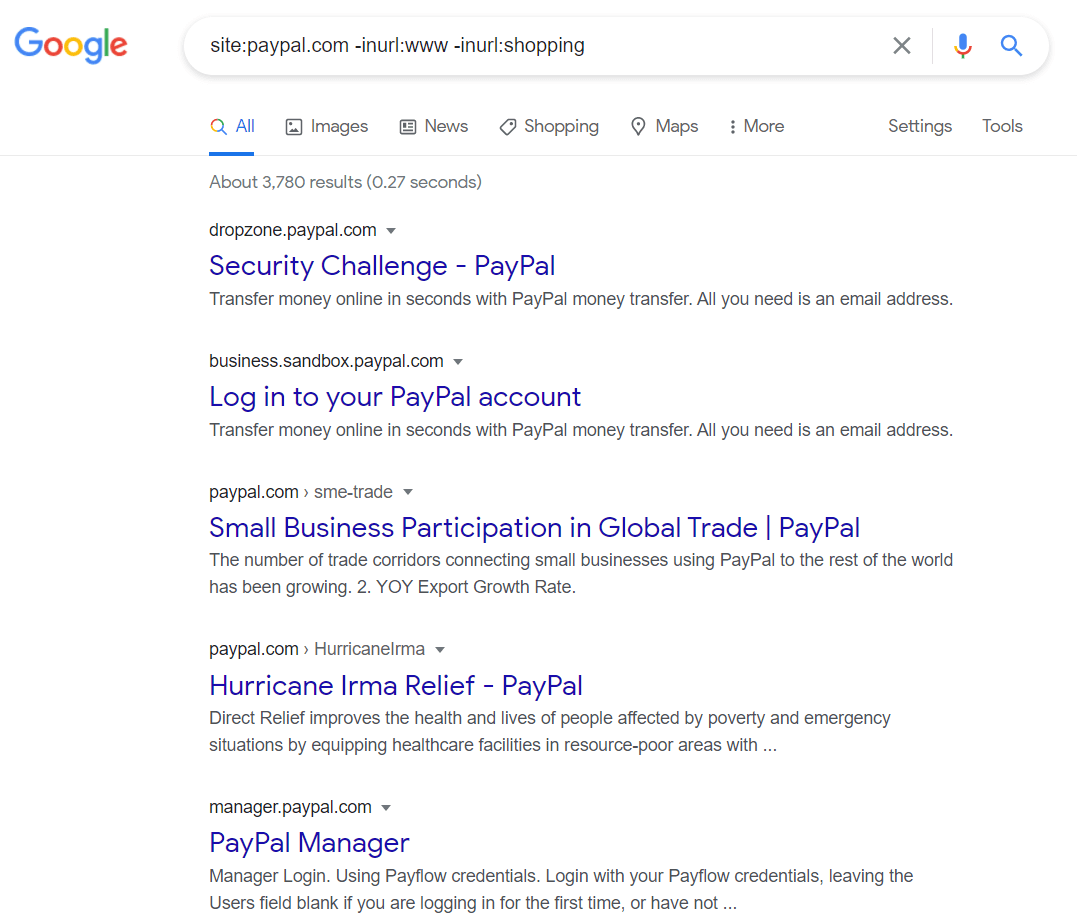 Google
site:paypal.com -inurl:www -inurl:shopping
All Images News Shopping Maps More Settings Tools
About 3,780 results (0.27 seconds)
dropzone.paypal.com
Security Challenge - PayPal
Transfer money online in seconds with PayPal money transfer. All you need is an email address.
business.sandbox.paypal.com
Log in to your PayPal account
Transfer money online in seconds with PayPal money transfer. All you need is an email address.
paypal.com › sme-trade
Small Business Participation in Global Trade | PayPal
The number of trade corridors connecting small businesses using PayPal to the rest of the world
has been growing. 2. YOY Export Growth Rate.
paypal.com › HurricaneIrma
Hurricane Irma Relief - PayPal
Direct Relief improves the health and lives of people affected by poverty and emergency
situations by equipping healthcare facilities in resource-poor areas with ...
manager.paypal.com
PayPal Manager
Manager Login. Using Payflow credentials. Login with your Payflow credentials, leaving the
Users field blank if you are logging in for the first time, or have not ...